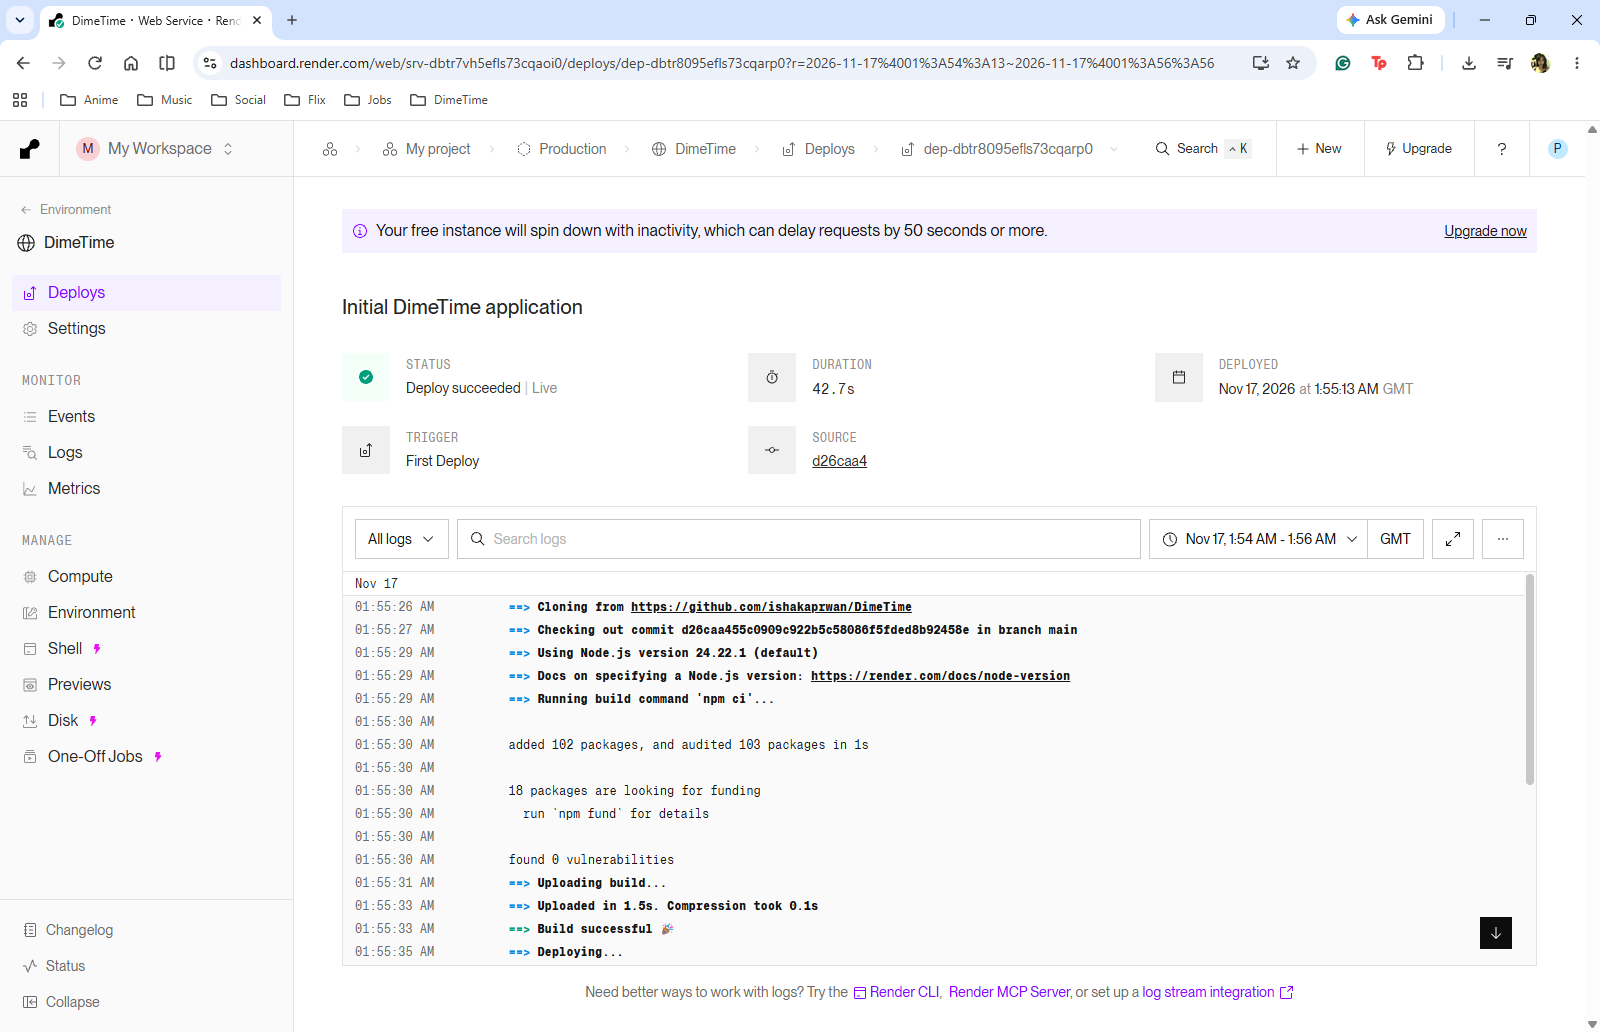 DimeTime · Web Service · Rend
Ask Gemini
dashboard.render.com/web/srv-dbtr7vh5efls73cqaoi0/deploys/dep-dbtr8095efls73cqarp0?r=2026-11-17%4001%3A54%3A13~2026-11-17%4001%3A56%3A56
Anime
Music
Social
Flix
Jobs
DimeTime
M My Workspace
My project
Production
DimeTime
Deploys
dep-dbtr8095efls73cqarp0
Search
^ K
+ New
Upgrade
?
P
← Environment
DimeTime
Deploys
Settings
MONITOR
Events
Logs
Metrics
MANAGE
Compute
Environment
Shell
Previews
Disk
One-Off Jobs
Changelog
Status
Collapse
Your free instance will spin down with inactivity, which can delay requests by 50 seconds or more.
Upgrade now
Initial DimeTime application
STATUS
Deploy succeeded | Live
DURATION
42.7s
DEPLOYED
Nov 17, 2026 at 1:55:13 AM GMT
TRIGGER
First Deploy
SOURCE
d26caa4
All logs
Search logs
Nov 17, 1:54 AM - 1:56 AM
GMT
...
Nov 17
01:55:26 AM ==> Cloning from https://github.com/ishakaprwan/DimeTime
01:55:27 AM ==> Checking out commit d26caa455c0909c922b5c58086f5fded8b92458e in branch main
01:55:29 AM ==> Using Node.js version 24.22.1 (default)
01:55:29 AM ==> Docs on specifying a Node.js version: https://render.com/docs/node-version
01:55:29 AM ==> Running build command 'npm ci'...
01:55:30 AM
01:55:30 AM added 102 packages, and audited 103 packages in 1s
01:55:30 AM
01:55:30 AM 18 packages are looking for funding
01:55:30 AM run `npm fund` for details
01:55:30 AM
01:55:30 AM found 0 vulnerabilities
01:55:31 AM ==> Uploading build...
01:55:33 AM ==> Uploaded in 1.5s. Compression took 0.1s
01:55:33 AM ==> Build successful 🎉
01:55:35 AM ==> Deploying...
Need better ways to work with logs? Try the Render CLI, Render MCP Server, or set up a log stream integration